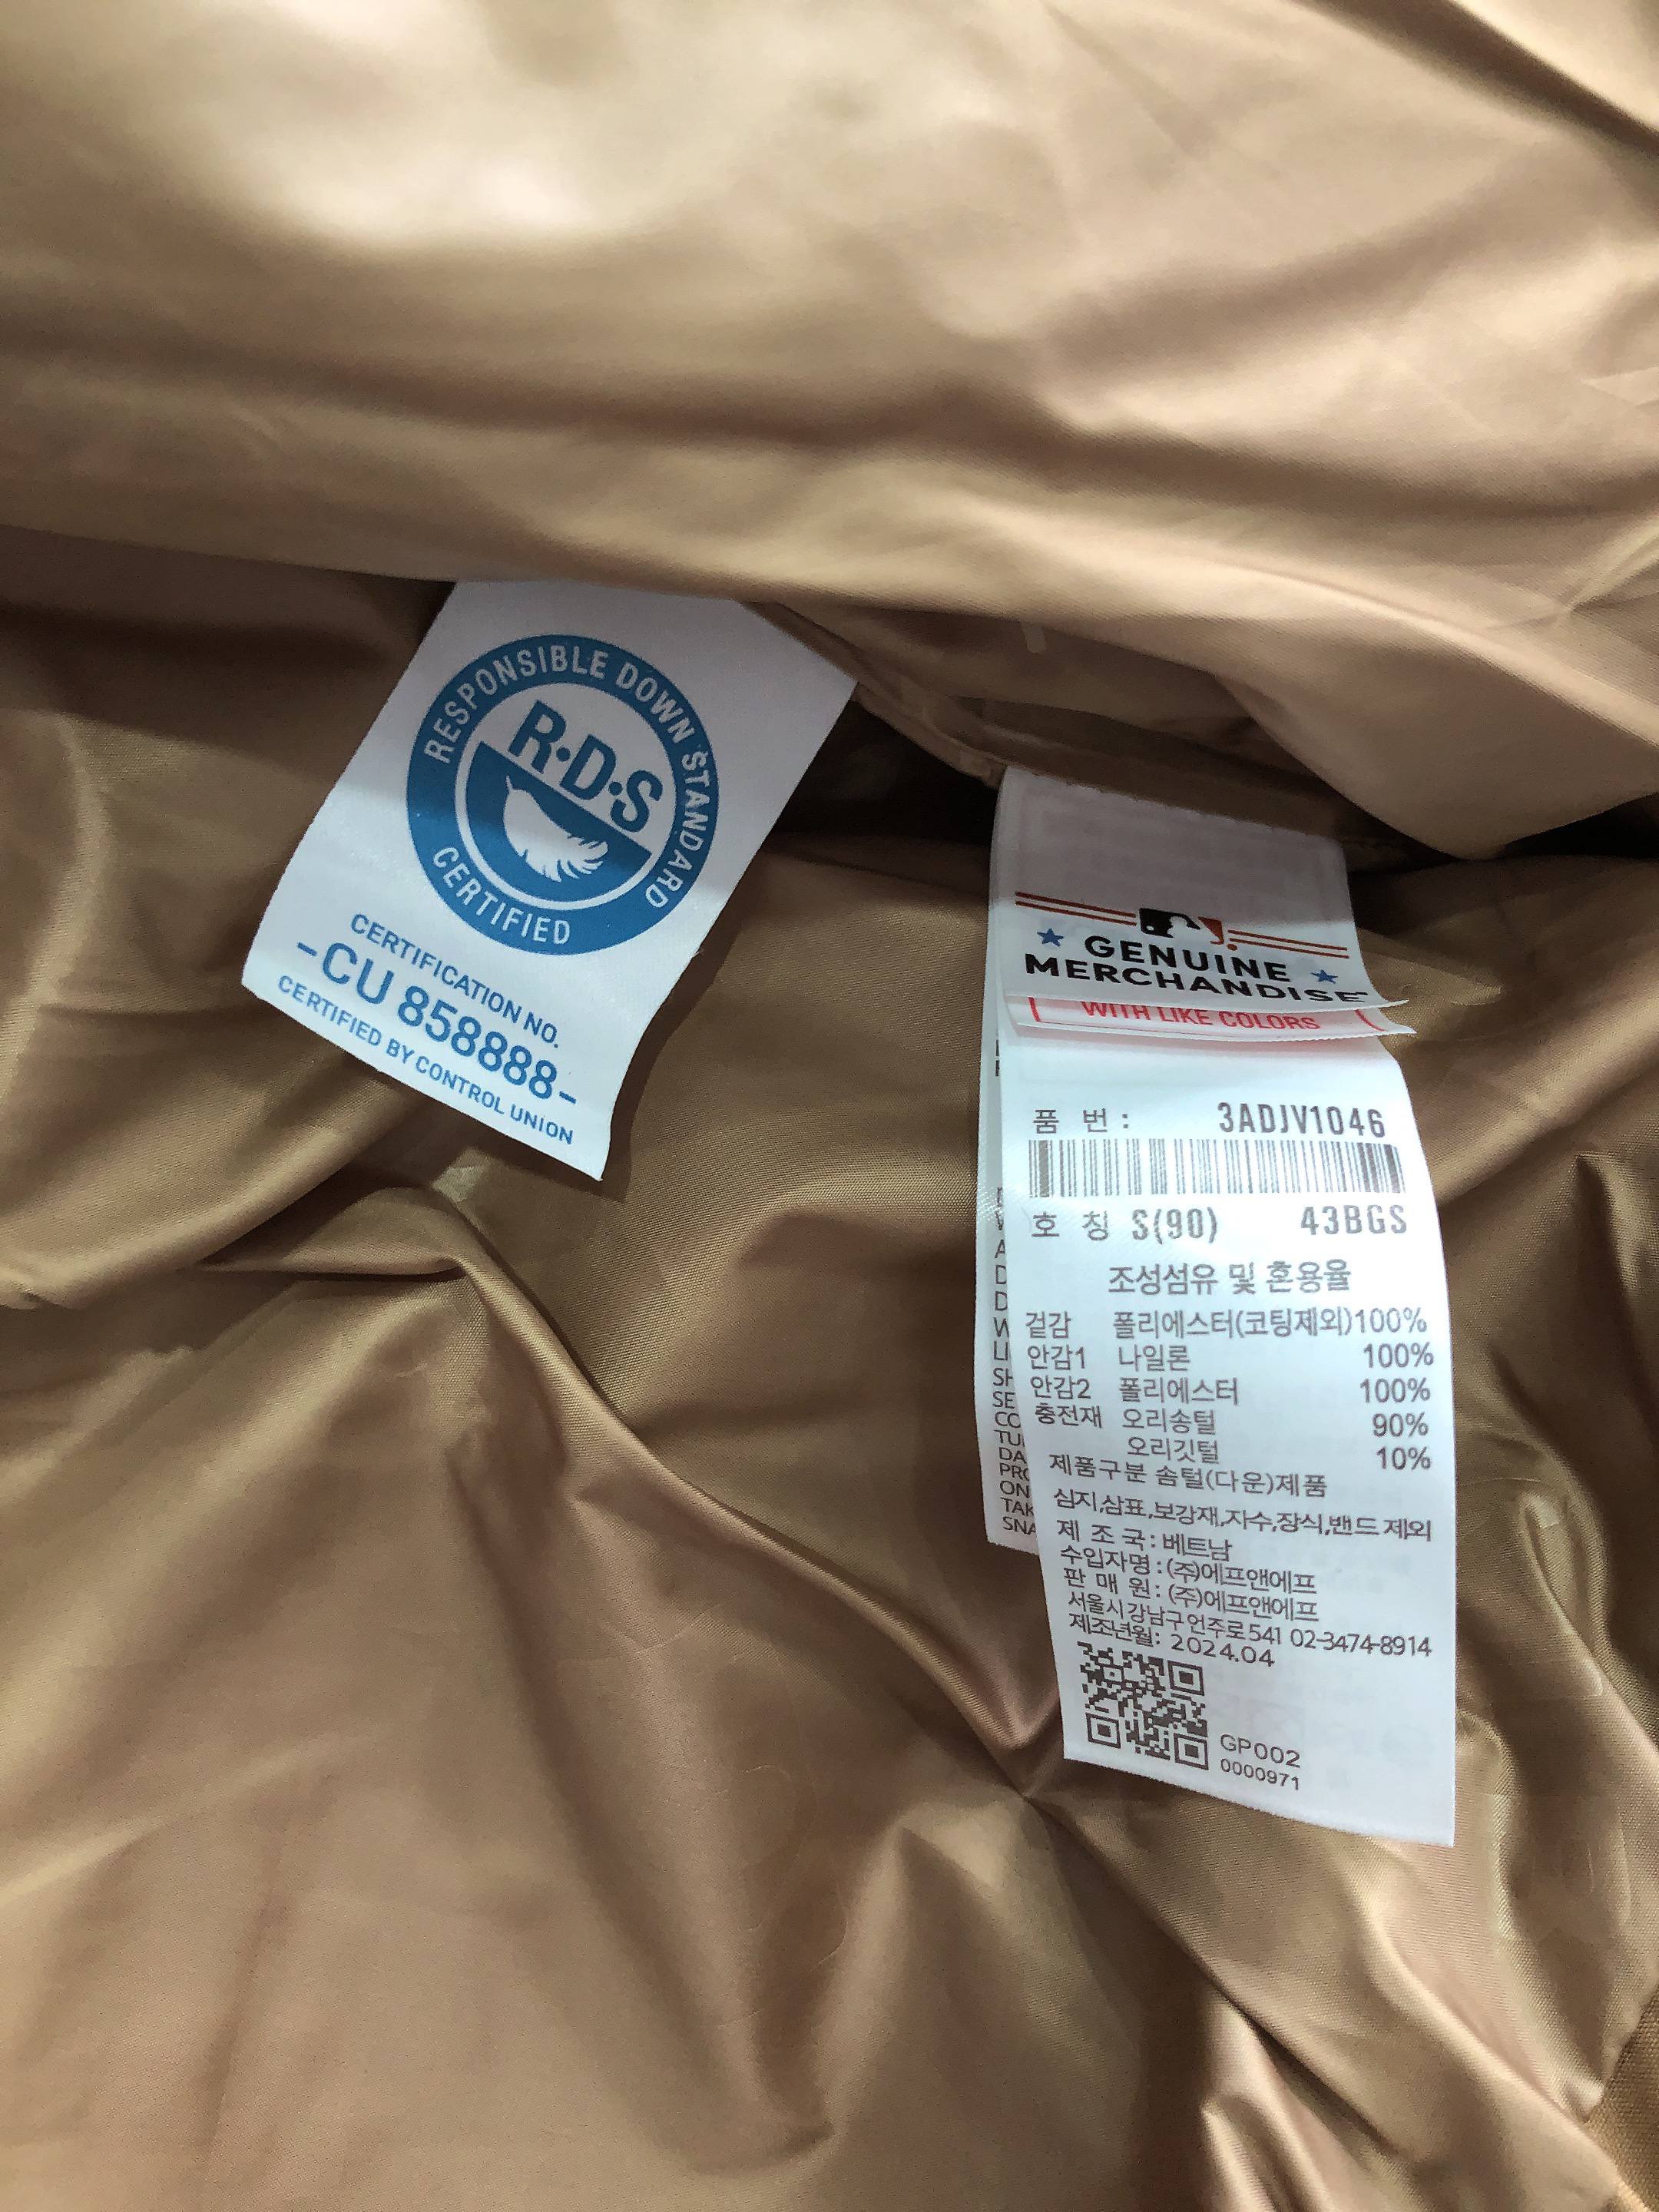 RESPONSIBLE DOWN STANDARD
R·D·S
CERTIFIED
CERTIFICATION NO.
-CU 858888-
CERTIFIED BY CONTROL UNION
GENUINE
MERCHANDISE
WITH LIKE COLORS
품 번 : 3ADJV1046
호 칭 S(90) 43BGS
조성섬유 및 혼용율
겉감 폴리에스터(코팅제외)100%
안감1 나일론 100%
안감2 폴리에스터 100%
충전재 오리솜털 90%
오리깃털 10%
제품구분 솜털(다운)제품
심지,삼표,보강재,자수,장식,밴드 제외
제 조 국 : 베트남
수입자명 : (주)에프앤에프
판 매 원 : (주)에프앤에프
서울시 강남구 언주로 541 02-3474-8914
제조년월: 2024.04
GP002
0000971